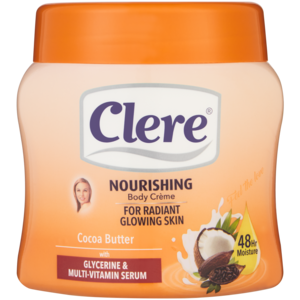 Clere®
NOURISHING
Body Crème
FOR RADIANT
GLOWING SKIN
Cocoa Butter
with
GLYCERINE &
MULTI-VITAMIN SERUM
48Hr
Moisture